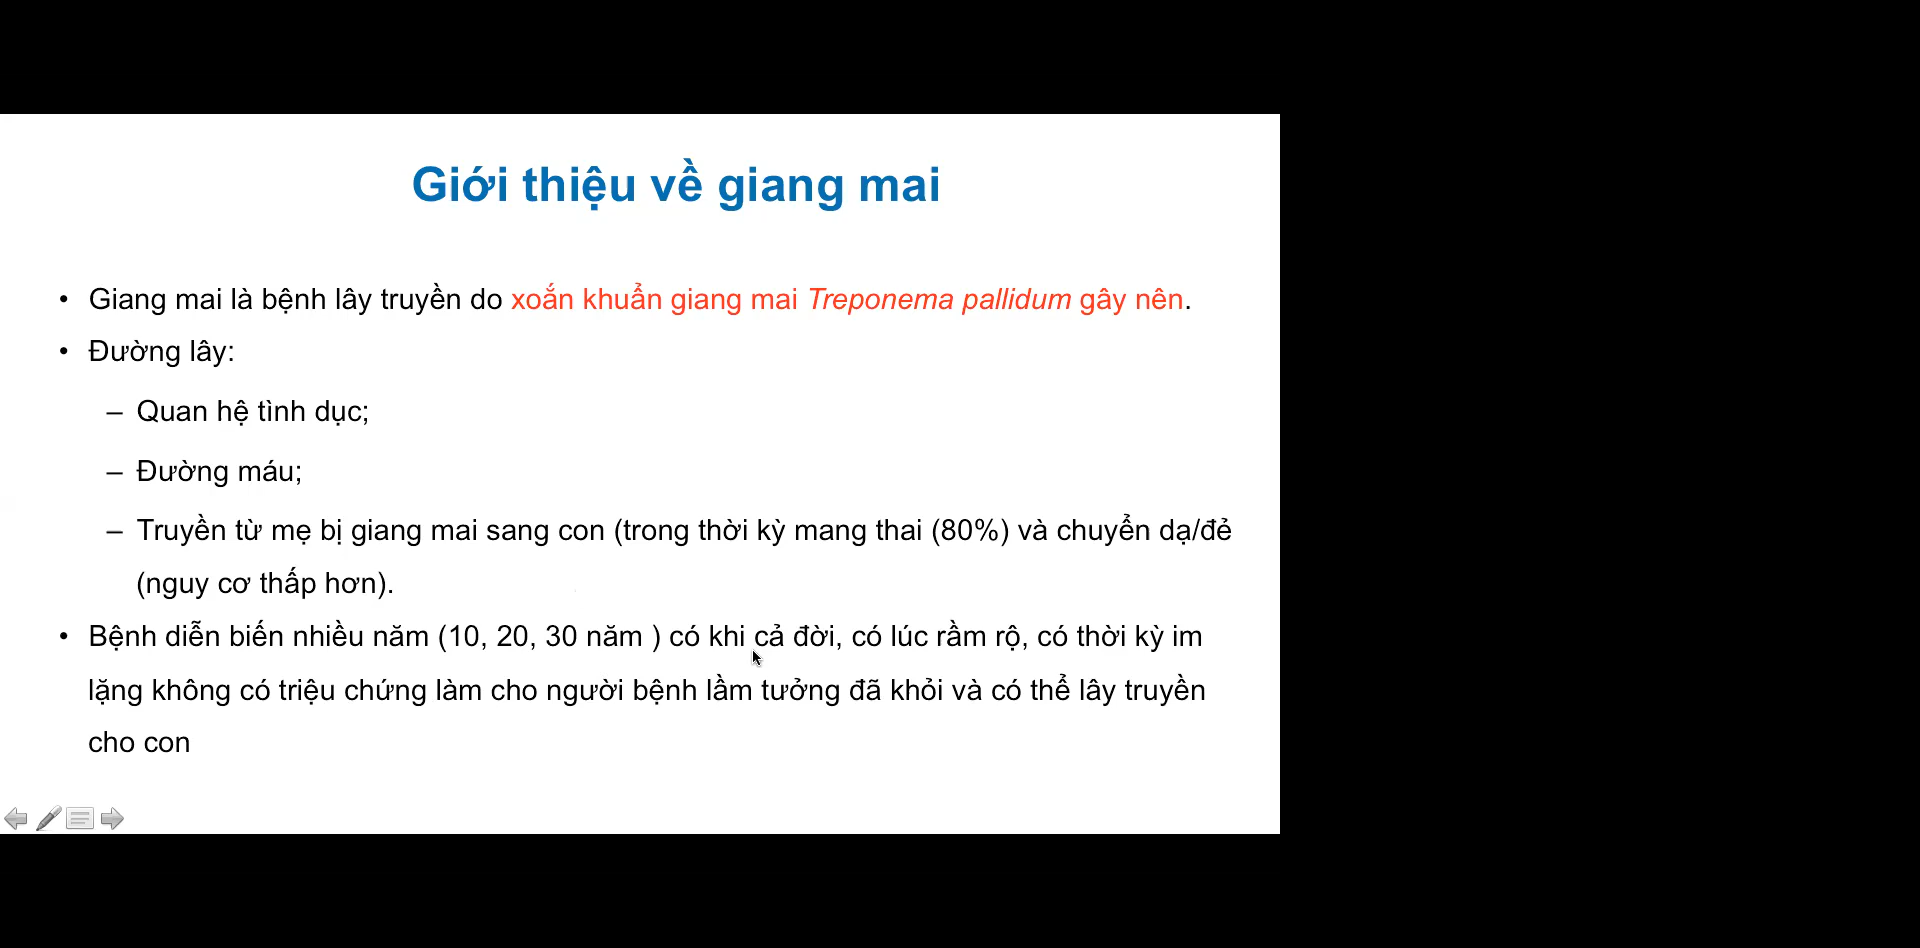 Giới thiệu về giang mai
• Giang mai là bệnh lây truyền do xoắn khuẩn giang mai Treponema pallidum gây nên.
• Đường lây:
– Quan hệ tình dục;
– Đường máu;
– Truyền từ mẹ bị giang mai sang con (trong thời kỳ mang thai (80%) và chuyển dạ/đẻ
(nguy cơ thấp hơn).
• Bệnh diễn biến nhiều năm (10, 20, 30 năm ) có khi cả đời, có lúc rầm rộ, có thời kỳ im
lặng không có triệu chứng làm cho người bệnh lầm tưởng đã khỏi và có thể lây truyền
cho con